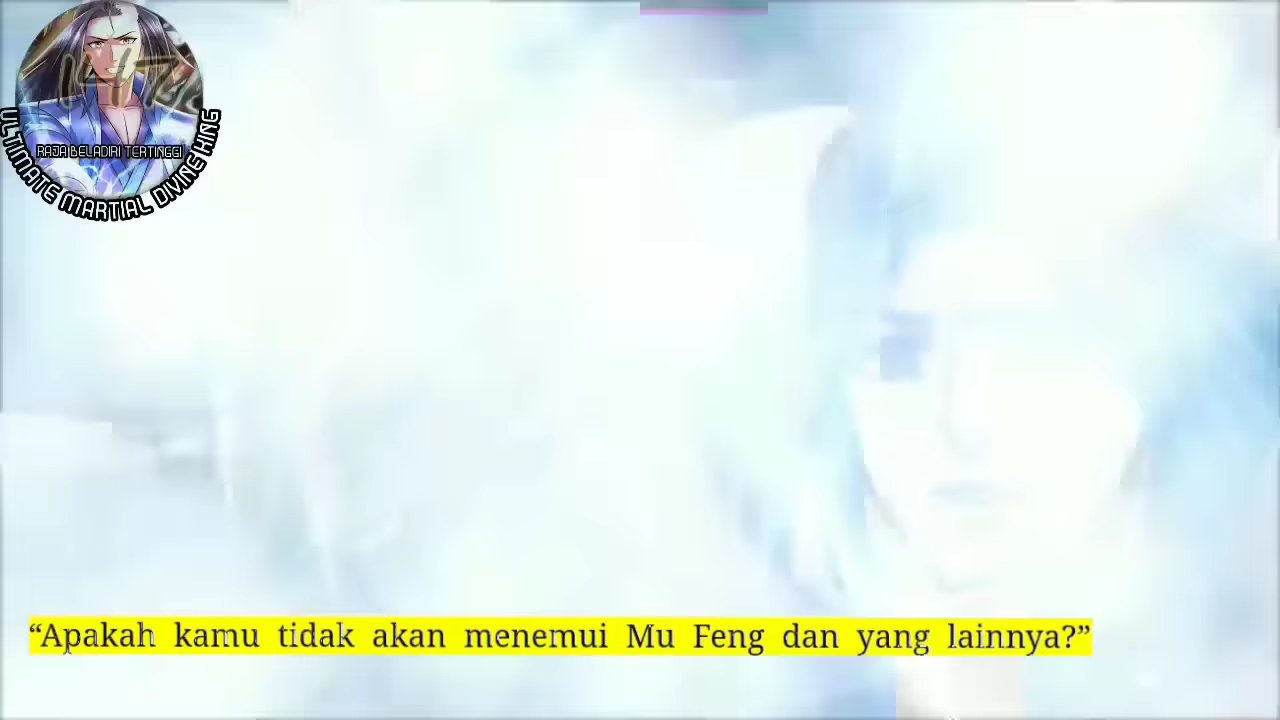 RAJA BELADIRI TERTINGGI
ULTIMATE MARTIAL DIVINE KING
“Apakah kamu tidak akan menemui Mu Feng dan yang lainnya?”